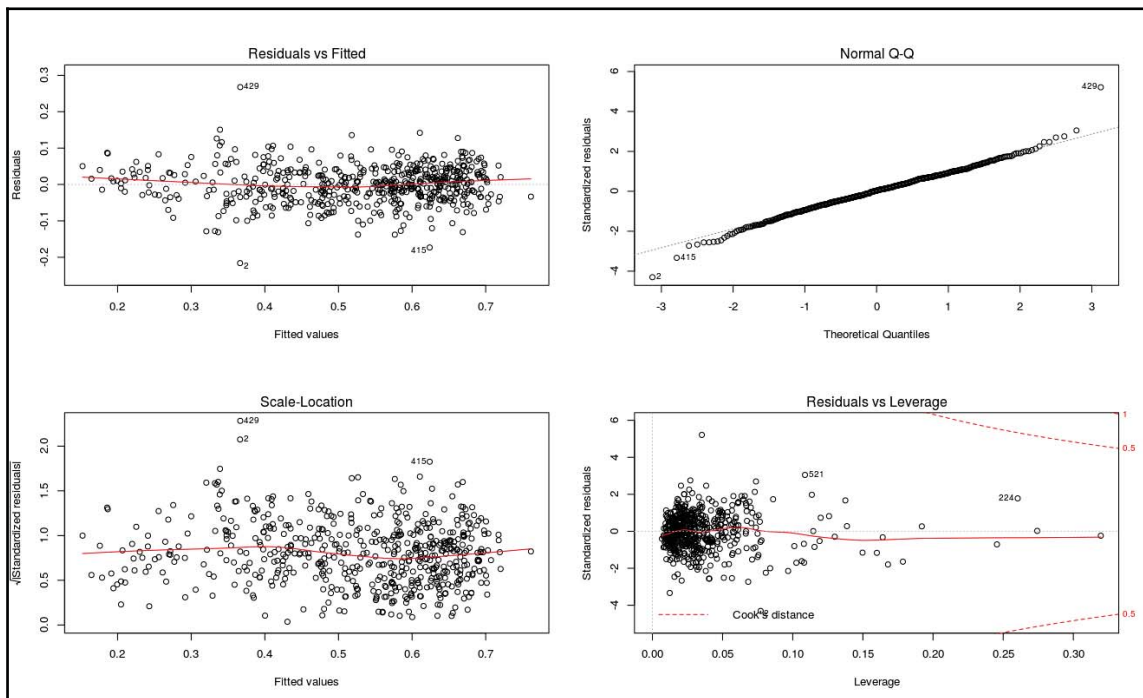 Residuals vs Fitted
0.3
0.2
0.1
0.0
-0.1
-0.2
Residuals
429
415
2
0.2 0.3 0.4 0.5 0.6 0.7
Fitted values
Normal Q-Q
6
4
2
0
-2
-4
Standardized residuals
429
415
2
-3 -2 -1 0 1 2 3
Theoretical Quantiles
Scale-Location
2.0
1.5
1.0
0.5
0.0
√|Standardized residuals|
429
2
415
0.2 0.3 0.4 0.5 0.6 0.7
Fitted values
Residuals vs Leverage
6
4
2
0
-2
-4
Standardized residuals
1
0.5
521
224
2
Cook's distance
0.5
0.00 0.05 0.10 0.15 0.20 0.25 0.30
Leverage